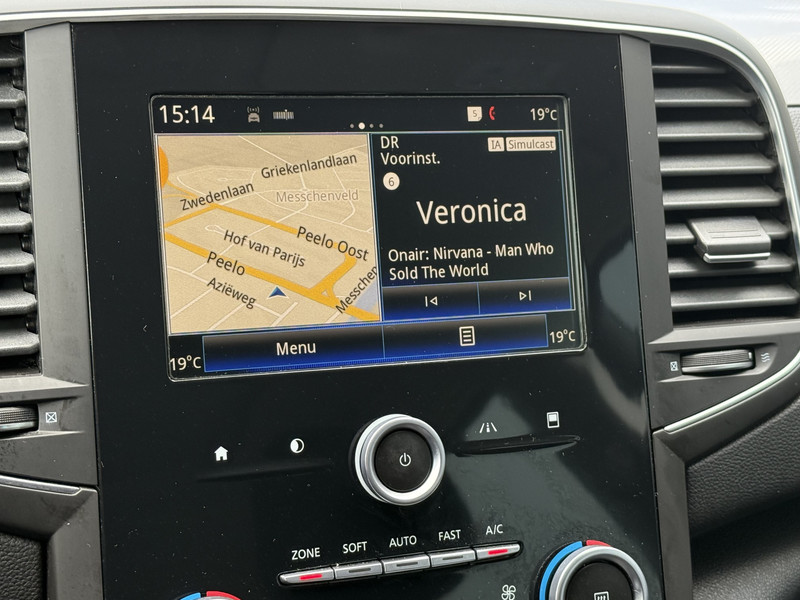 15:14
5
19°C
Griekenlandlaan
Zwedenlaan
Messchenveld
Hof van Parijs
Peelo Oost
Peelo
Aziëweg
Messchen
DR
Voorinst.
IA Simulcast
6
Veronica
Onair: Nirvana - Man Who
Sold The World
19°C
Menu
19°C
ZONE
SOFT
AUTO
FAST
A/C